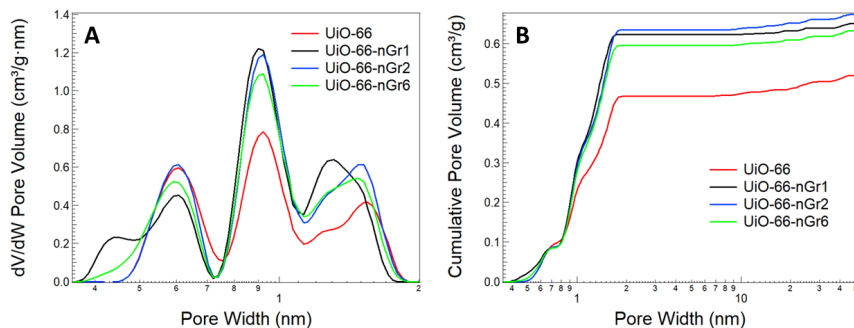 A
UiO-66
UiO-66-nGr1
UiO-66-nGr2
UiO-66-nGr6
dV/dW Pore Volume (cm³/g·nm)
1.4
1.2
1.0
0.8
0.6
0.4
0.2
0.0
4 5 6 7 8 9 1 2
Pore Width (nm)
B
UiO-66
UiO-66-nGr1
UiO-66-nGr2
UiO-66-nGr6
Cumulative Pore Volume (cm³/g)
0.6
0.5
0.4
0.3
0.2
0.1
0.0
4 5 6 7 8 9 1 2 3 4 5 6 7 8 9 10 2 3 4
Pore Width (nm)